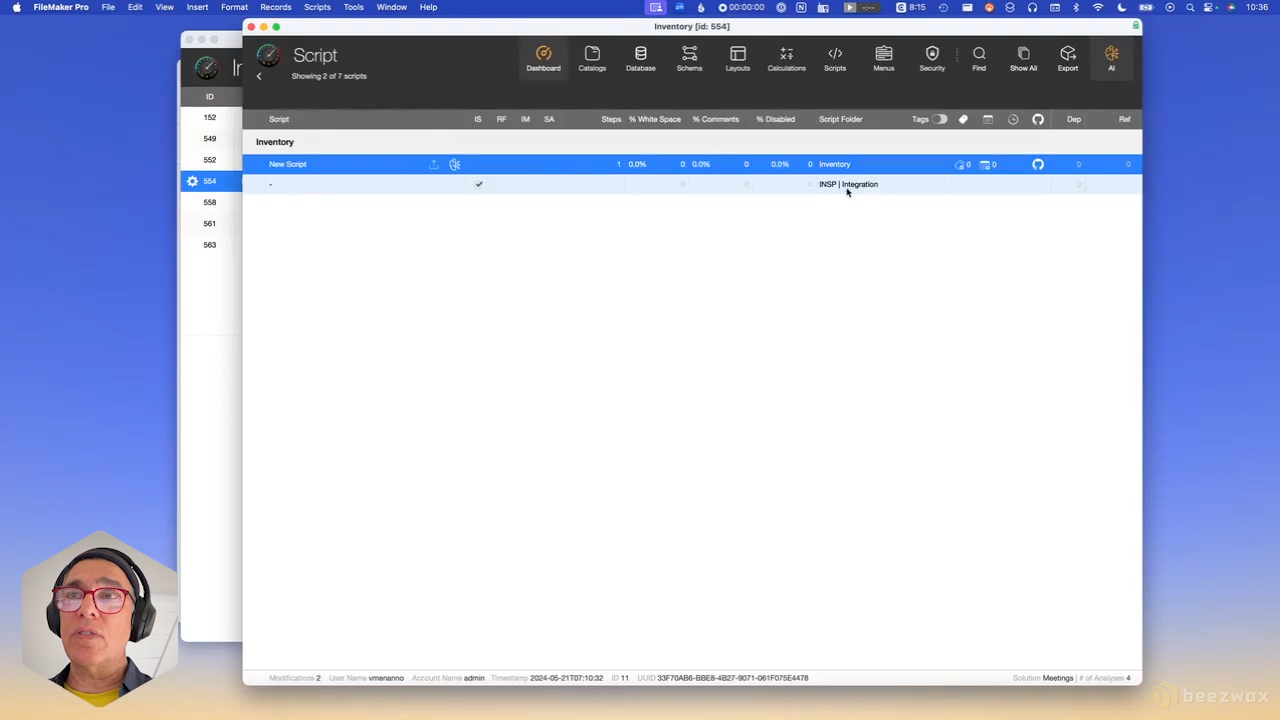 FileMaker Pro File Edit View Insert Format Records Scripts Tools Window Help 00:00:00 8:15 10:36
Inventory [id: 554]
Script
Showing 2 of 7 scripts
Dashboard Catalogs Database Schema Layouts Calculations Scripts Menus Security Find Show All Export AI
ID
152
549
552
554
558
561
563
Script IS RF IM SA Steps % White Space % Comments % Disabled Script Folder Tags Dep Ref
Inventory
New Script 1 0.0% 0 0.0% 0 0.0% 0 Inventory 0 0 0 0
- 0 0 0 INSP | Integration 0
Modifications 2 User Name vmenanno Account Name admin Timestamp 2024-05-21T07:10:32 ID 11 UUID 33F70AB6-BBE8-4B27-9071-061F075E4478 Solution Meetings | # of Analyses 4
beezwax